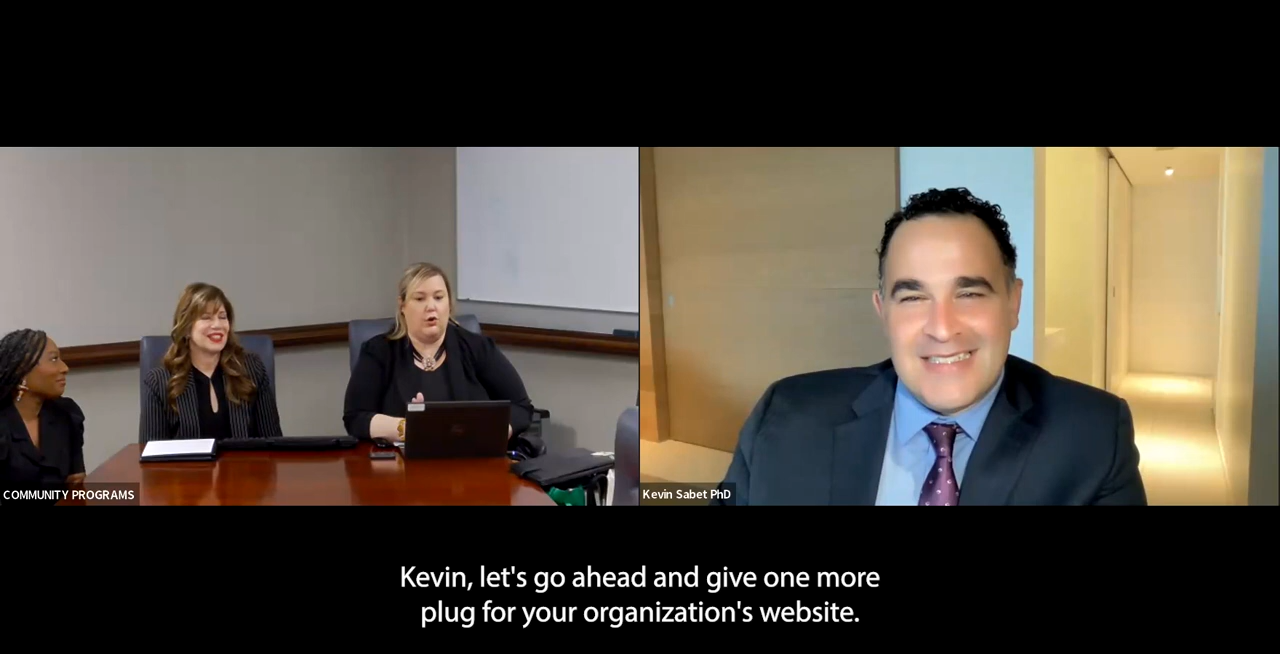 COMMUNITY PROGRAMS
Kevin Sabet PhD
Kevin, let's go ahead and give one more
plug for your organization's website.